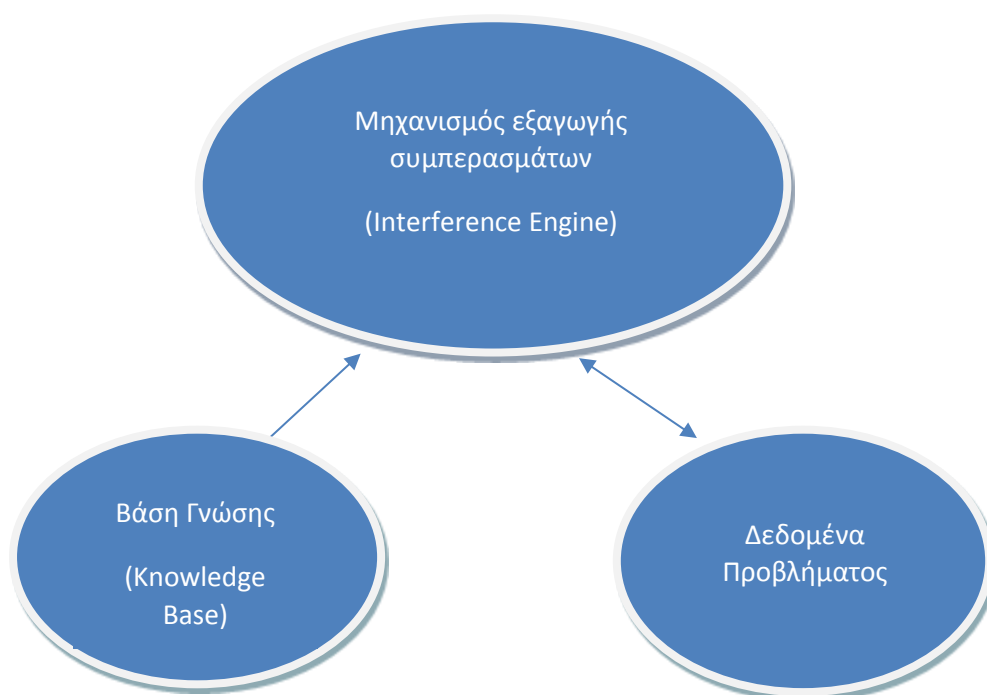 Μηχανισμός εξαγωγής
συμπερασμάτων
(Interference Engine)
Βάση Γνώσης
(Knowledge
Base)
Δεδομένα
Προβλήματος